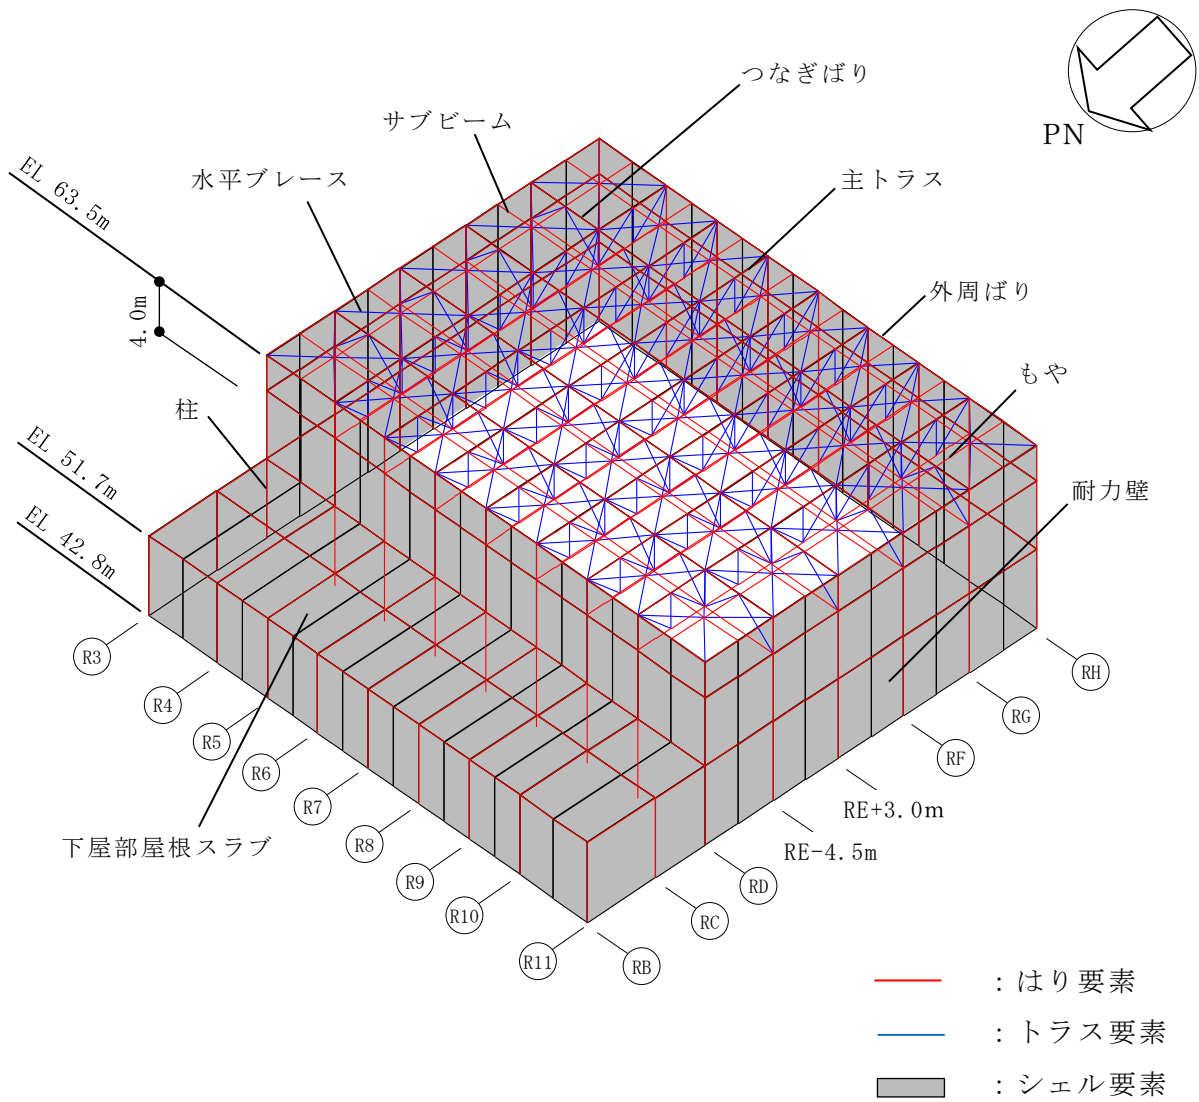 つなぎばり
サブビーム
PN
水平ブレース
主トラス
EL 63.5m
外周ばり
4.0m
もや
柱
EL 51.7m
耐力壁
EL 42.8m
R3
RH
R4
RG
R5
RF
R6
R7
RE+3.0m
R8
下屋部屋根スラブ
RE-4.5m
R9
RD
R10
RC
R11
RB
:はり要素
:トラス要素
:シェル要素